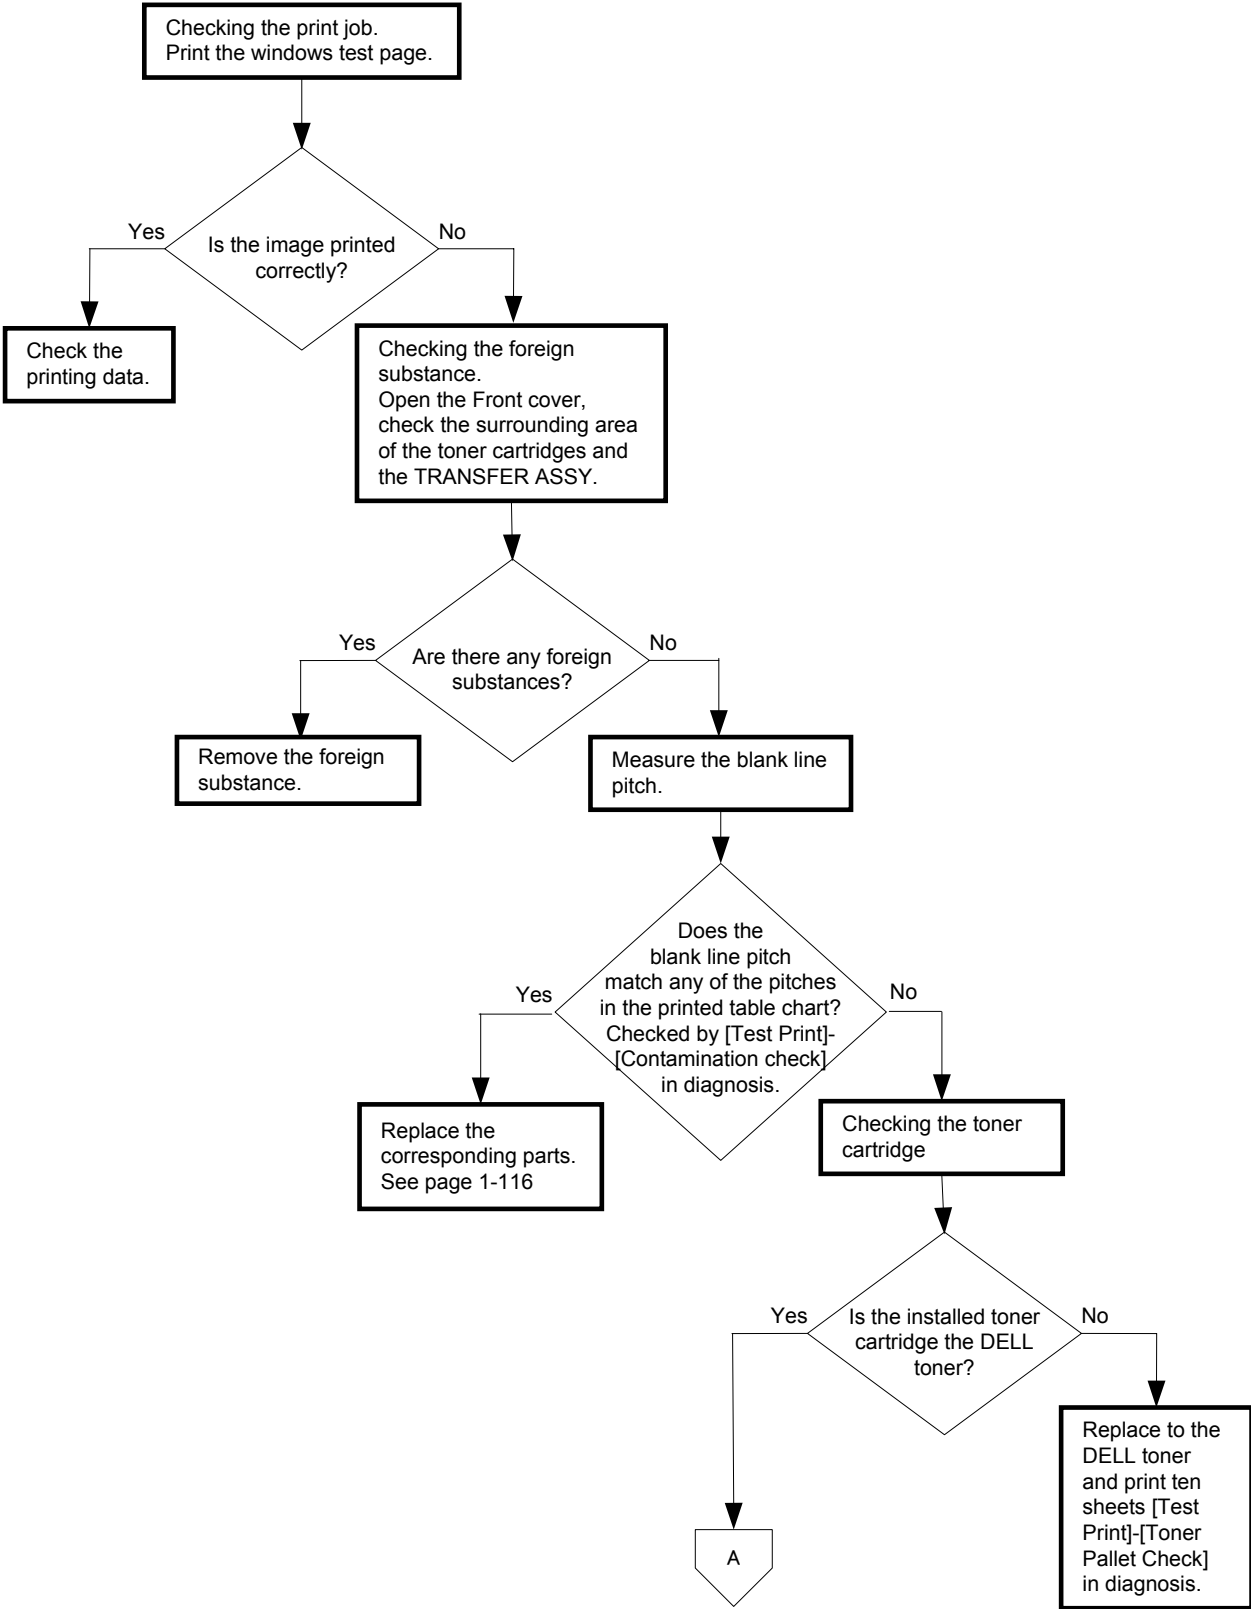 Checking the print job.
Print the windows test page.
Yes
No
Is the image printed
correctly?
Check the
printing data.
Checking the foreign
substance.
Open the Front cover,
check the surrounding area
of the toner cartridges and
the TRANSFER ASSY.
Yes
No
Are there any foreign
substances?
Remove the foreign
substance.
Measure the blank line
pitch.
Does the
blank line pitch
match any of the pitches
in the printed table chart?
Checked by [Test Print]-
[Contamination check]
in diagnosis.
Yes
No
Replace the
corresponding parts.
See page 1-116
Checking the toner
cartridge
Yes
No
Is the installed toner
cartridge the DELL
toner?
Replace to the
DELL toner
and print ten
sheets [Test
Print]-[Toner
Pallet Check]
in diagnosis.
A